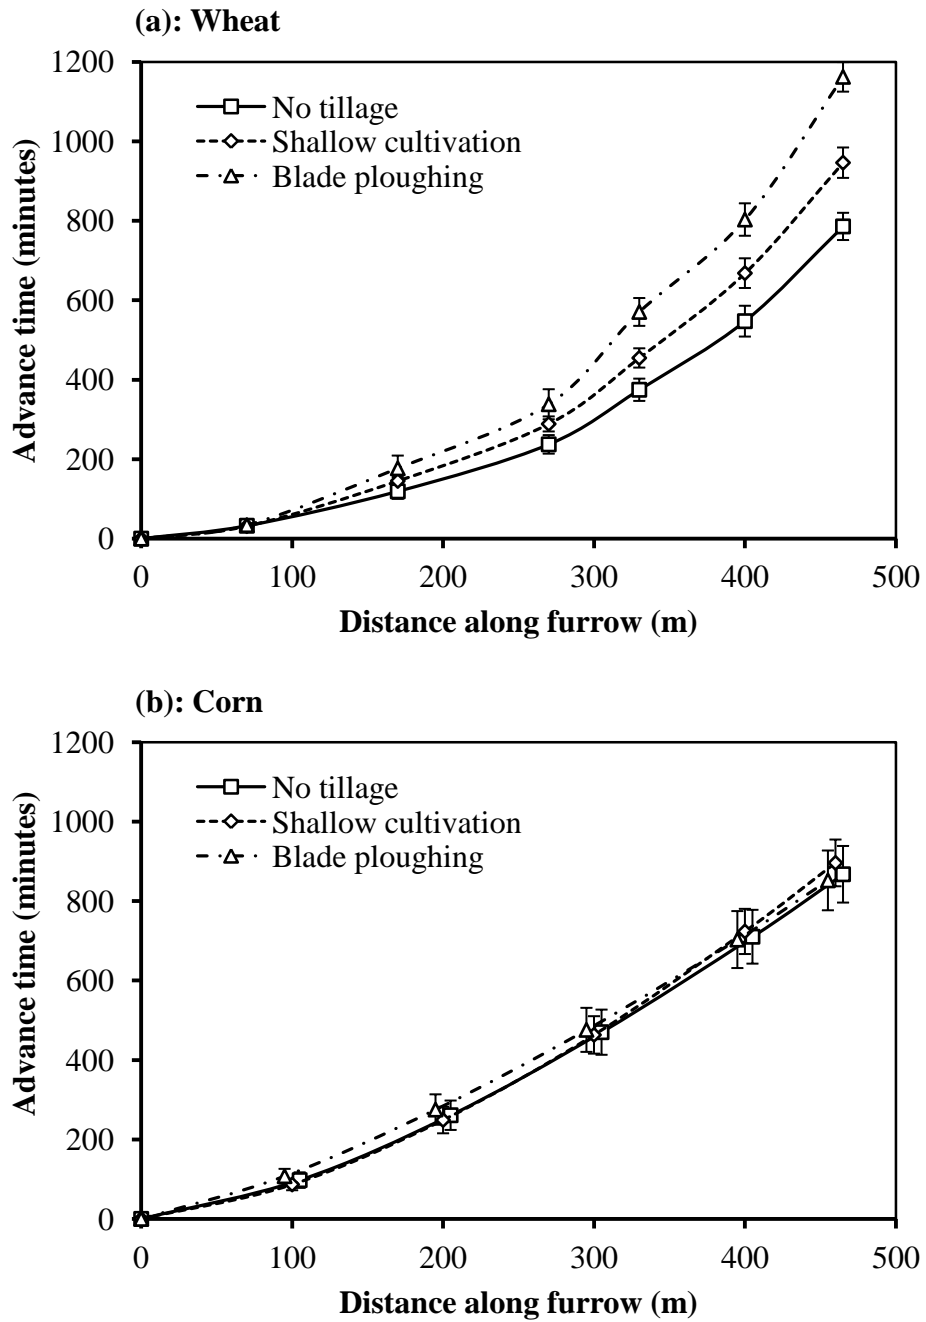 (a): Wheat
1200
1000
800
600
400
200
0
Advance time (minutes)
No tillage
Shallow cultivation
Blade ploughing
0 100 200 300 400 500
Distance along furrow (m)
(b): Corn
1200
1000
800
600
400
200
0
Advance time (minutes)
No tillage
Shallow cultivation
Blade ploughing
0 100 200 300 400 500
Distance along furrow (m)